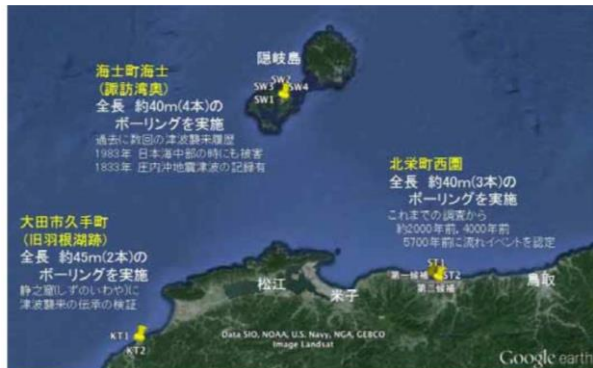 隠岐島
海士町海士
(諏訪湾奥)
全長 約40m(4本)の
ボーリングを実施
過去に数回の津波襲来履歴
1983年 日本海中部の時にも被害
1833年 庄内沖地震津波の記録有
SW2
SW3 SW4
SW1
北栄町西園
全長 約40m(3本)の
ボーリングを実施
これまでの調査から
約2000年前, 4000年前
5700年前に流れイベントを認定
大田市久手町
(旧羽根湖跡)
全長 約45m(2本)の
ボーリングを実施
静之窟(しずのいわや)に
津波襲来の伝承の検証
ST1
第一候補 ST2
第二候補
松江
米子
鳥取
KT1
KT2
Data SIO, NOAA, U.S. Navy, NGA, GEBCO
Image Landsat
Google earth